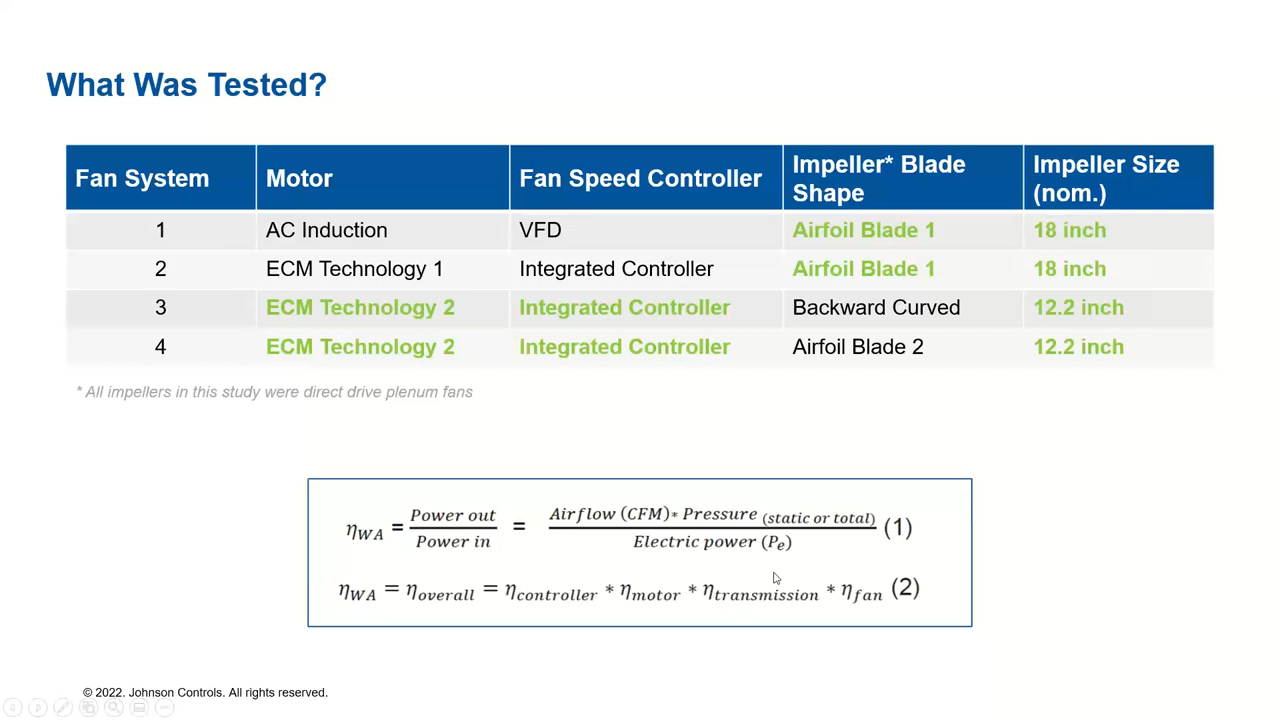 What Was Tested?
Fan System Motor Fan Speed Controller Impeller* Blade Shape Impeller Size (nom.)
1 AC Induction VFD Airfoil Blade 1 18 inch
2 ECM Technology 1 Integrated Controller Airfoil Blade 1 18 inch
3 ECM Technology 2 Integrated Controller Backward Curved 12.2 inch
4 ECM Technology 2 Integrated Controller Airfoil Blade 2 12.2 inch
* All impellers in this study were direct drive plenum fans
η_WA = Power out / Power in = Airflow (CFM)* Pressure (static or total) / Electric power (P_e) (1)
η_WA = η_overall = η_controller * η_motor * η_transmission * η_fan (2)
© 2022. Johnson Controls. All rights reserved.